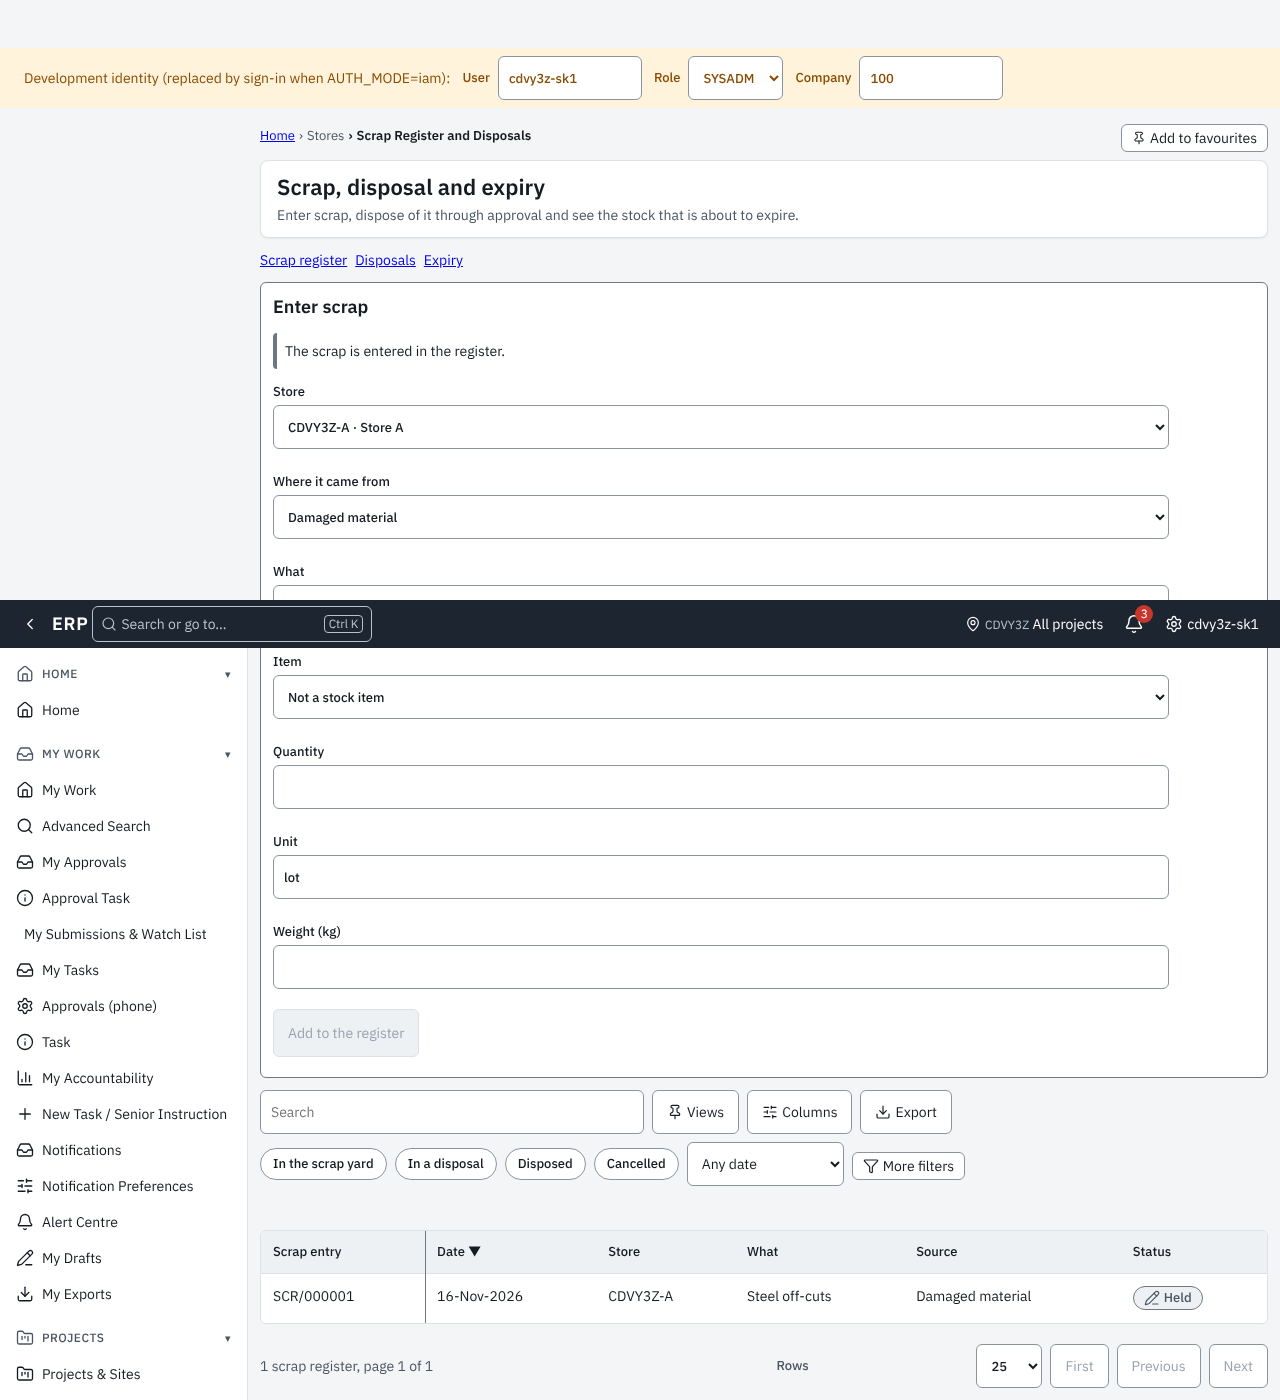 Development identity (replaced by sign-in when AUTH_MODE=iam): User cdvy3z-sk1 Role SYSADM Company 100
Home › Stores › Scrap Register and Disposals
Add to favourites
Scrap, disposal and expiry
Enter scrap, dispose of it through approval and see the stock that is about to expire.
Scrap register Disposals Expiry
Enter scrap
The scrap is entered in the register.
Store
CDVY3Z-A · Store A
Where it came from
Damaged material
What
ERP Search or go to... Ctrl K CDVY3Z All projects 3 cdvy3z-sk1
HOME
Home
MY WORK
My Work
Advanced Search
My Approvals
Approval Task
My Submissions & Watch List
My Tasks
Approvals (phone)
Task
My Accountability
New Task / Senior Instruction
Notifications
Notification Preferences
Alert Centre
My Drafts
My Exports
PROJECTS
Projects & Sites
Item
Not a stock item
Quantity
Unit
lot
Weight (kg)
Add to the register
Search Views Columns Export
In the scrap yard In a disposal Disposed Cancelled Any date More filters
Scrap entry Date ▼ Store What Source Status
SCR/000001 16-Nov-2026 CDVY3Z-A Steel off-cuts Damaged material Held
1 scrap register, page 1 of 1 Rows 25 First Previous Next